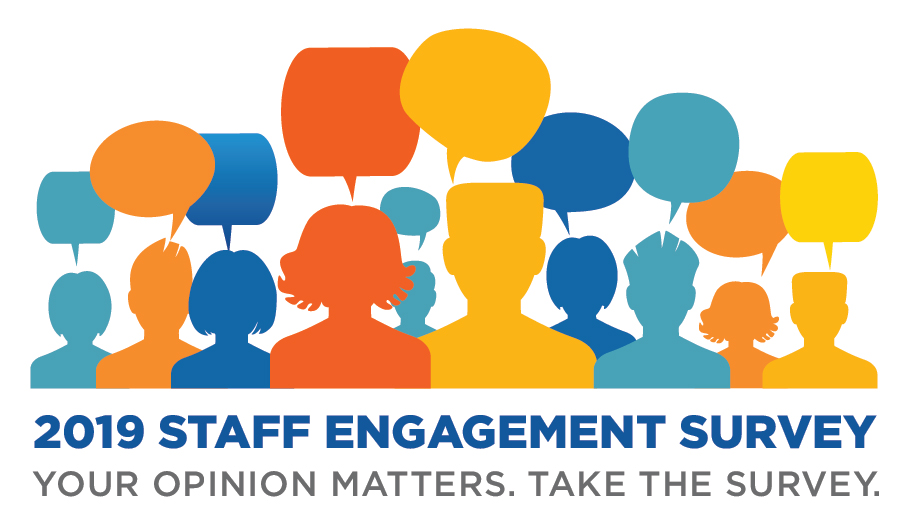 2019 STAFF ENGAGEMENT SURVEY
YOUR OPINION MATTERS. TAKE THE SURVEY.